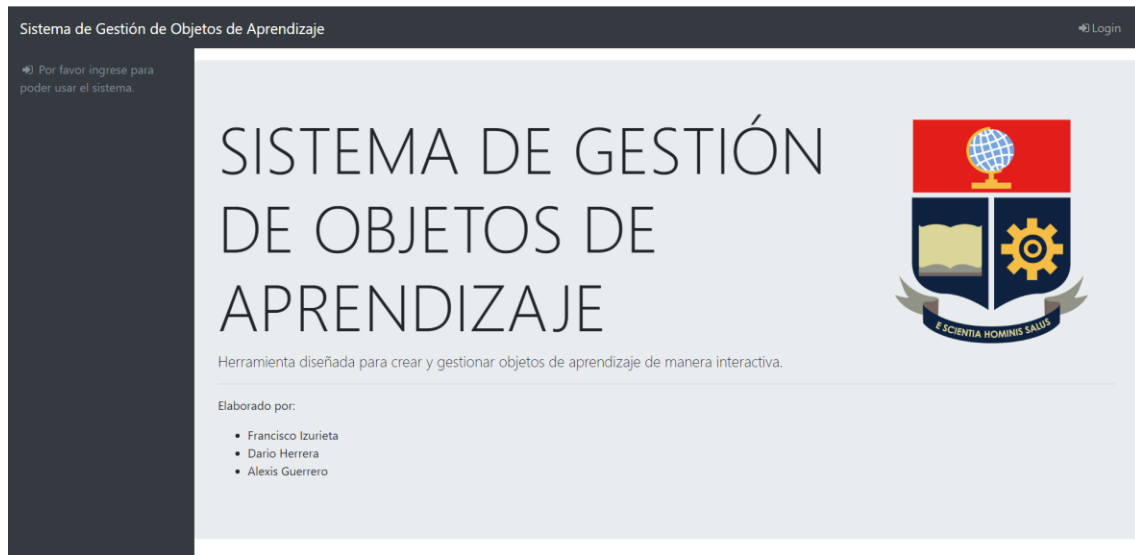 Sistema de Gestión de Objetos de Aprendizaje
Login
Por favor ingrese para
poder usar el sistema.
SISTEMA DE GESTIÓN
DE OBJETOS DE
APRENDIZAJE
E SCIENTIA HOMINIS SALUS
Herramienta diseñada para crear y gestionar objetos de aprendizaje de manera interactiva.
Elaborado por:
Francisco Izurieta
Dario Herrera
Alexis Guerrero